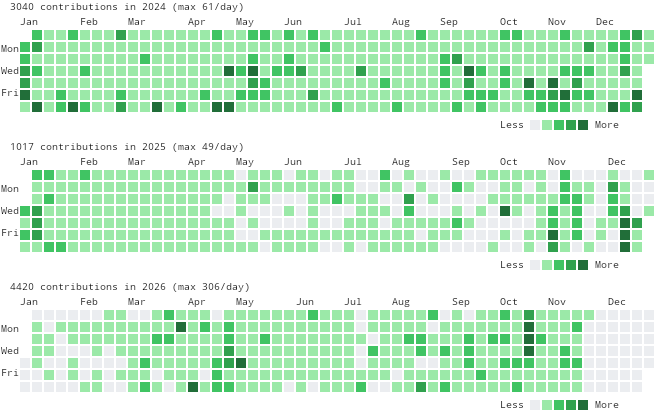 3040 contributions in 2024 (max 61/day)
Jan Feb Mar Apr May Jun Jul Aug Sep Oct Nov Dec
Mon
Wed
Fri
Less More
1017 contributions in 2025 (max 49/day)
Jan Feb Mar Apr May Jun Jul Aug Sep Oct Nov Dec
Mon
Wed
Fri
Less More
4420 contributions in 2026 (max 306/day)
Jan Feb Mar Apr May Jun Jul Aug Sep Oct Nov Dec
Mon
Wed
Fri
Less More